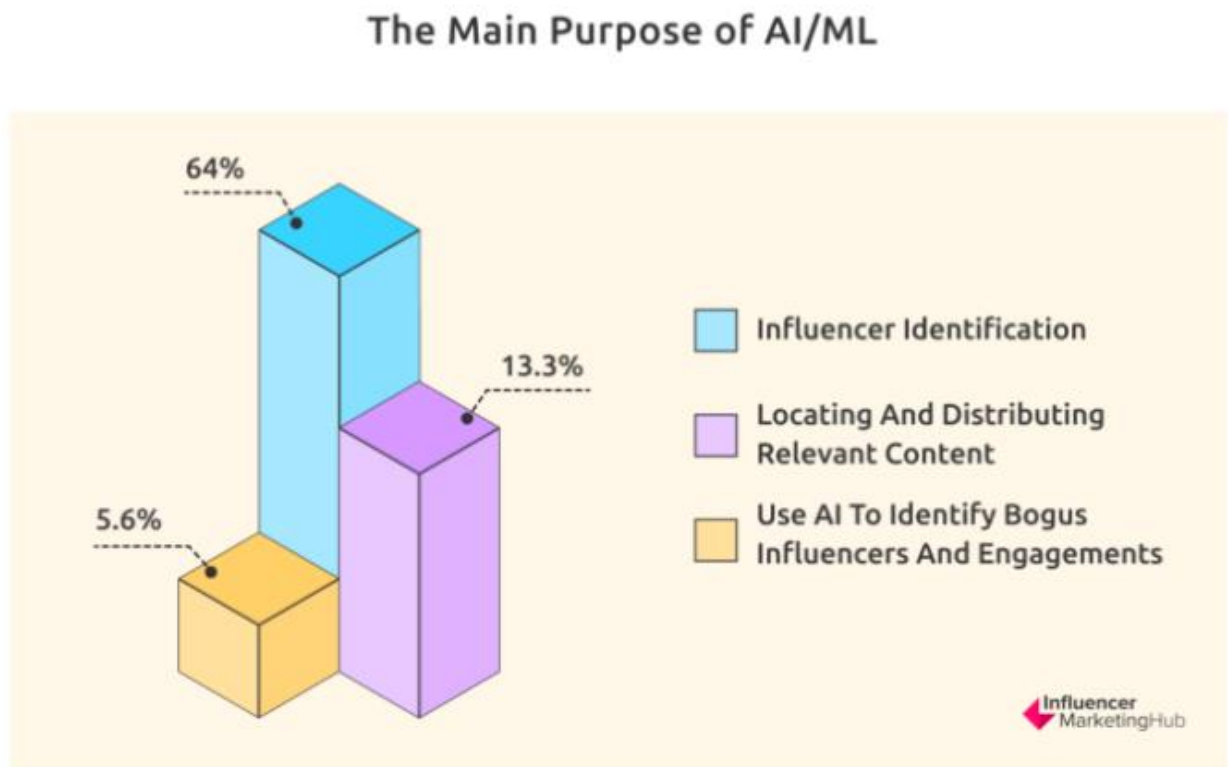 The Main Purpose of AI/ML
64%
13.3%
5.6%
Influencer Identification
Locating And Distributing
Relevant Content
Use AI To Identify Bogus
Influencers And Engagements
Influencer
MarketingHub